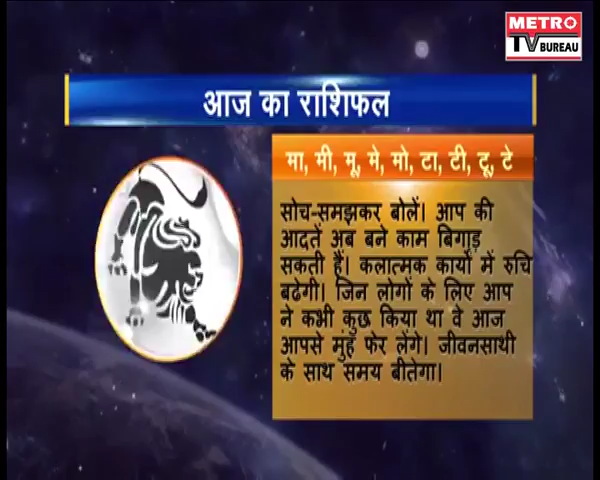 METRO
TV BUREAU
आज का राशिफल
मा, मी, मू, मे, मो, टा, टी, टू, टे
सोच-समझकर बोलें। आप की
आदतें अब बने काम बिगाड़
सकती हैं। कलात्मक कार्यो में रुचि
बढेगी। जिन लोगों के लिए आप
ने कभी कुछ किया था वे आज
आपसे मुंह फेर लेंगे। जीवनसाथी
के साथ समय बीतेगा।